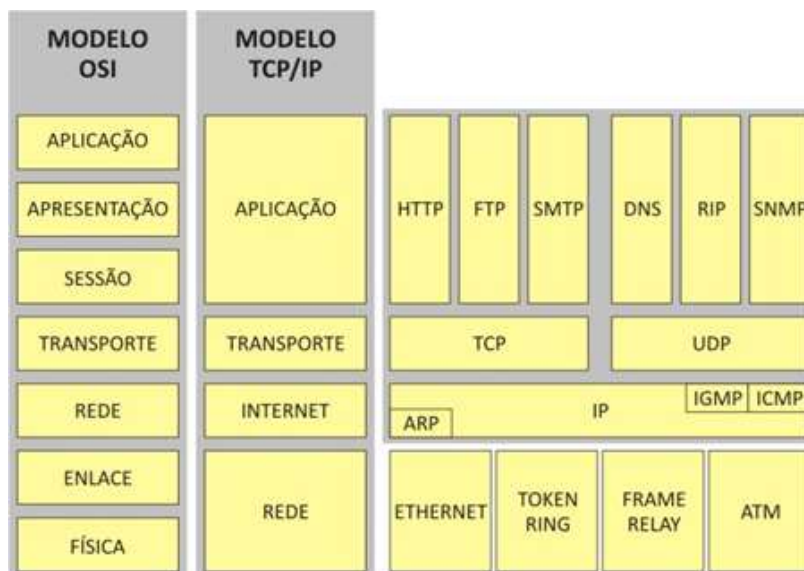 MODELO
OSI
MODELO
TCP/IP
APLICAÇÃO
APRESENTAÇÃO
SESSÃO
TRANSPORTE
REDE
ENLACE
FÍSICA
APLICAÇÃO
TRANSPORTE
INTERNET
REDE
HTTP
FTP
SMTP
DNS
RIP
SNMP
TCP
UDP
IP
ARP
IGMP
ICMP
ETHERNET
TOKEN
RING
FRAME
RELAY
ATM